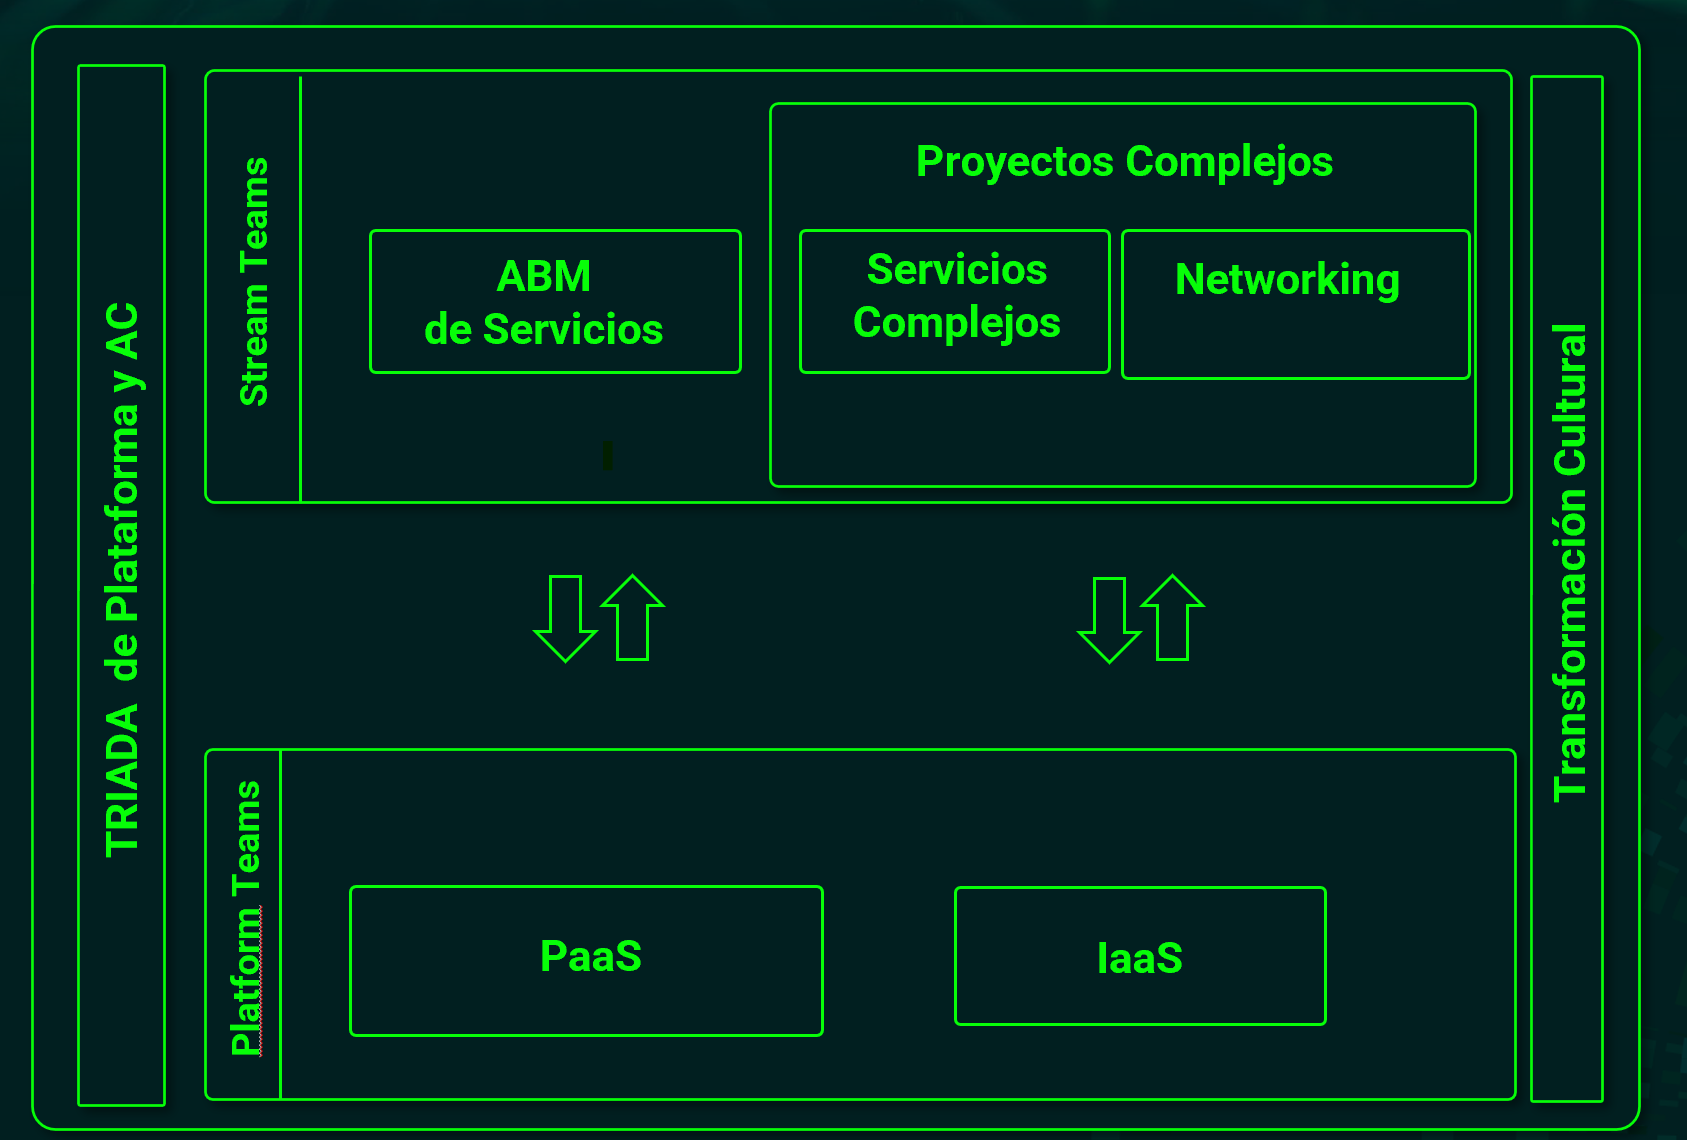 TRIADA de Plataforma y AC
Stream Teams
ABM
de Servicios
Proyectos Complejos
Servicios
Complejos
Networking
Transformación Cultural
Platform Teams
PaaS
IaaS